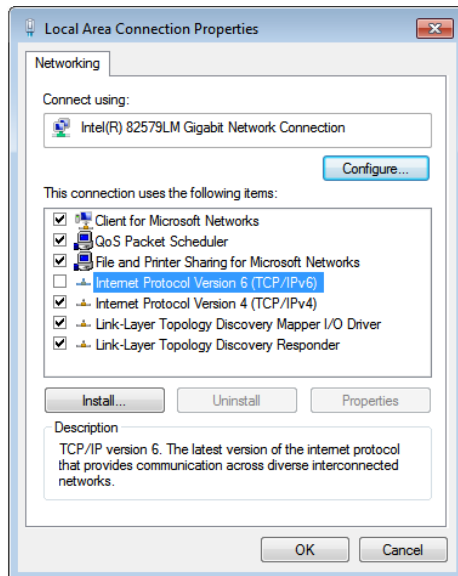 Local Area Connection Properties
Networking
Connect using:
Intel(R) 82579LM Gigabit Network Connection
Configure...
This connection uses the following items:
Client for Microsoft Networks
QoS Packet Scheduler
File and Printer Sharing for Microsoft Networks
Internet Protocol Version 6 (TCP/IPv6)
Internet Protocol Version 4 (TCP/IPv4)
Link-Layer Topology Discovery Mapper I/O Driver
Link-Layer Topology Discovery Responder
Install... Uninstall Properties
Description
TCP/IP version 6. The latest version of the internet protocol
that provides communication across diverse interconnected
networks.
OK Cancel